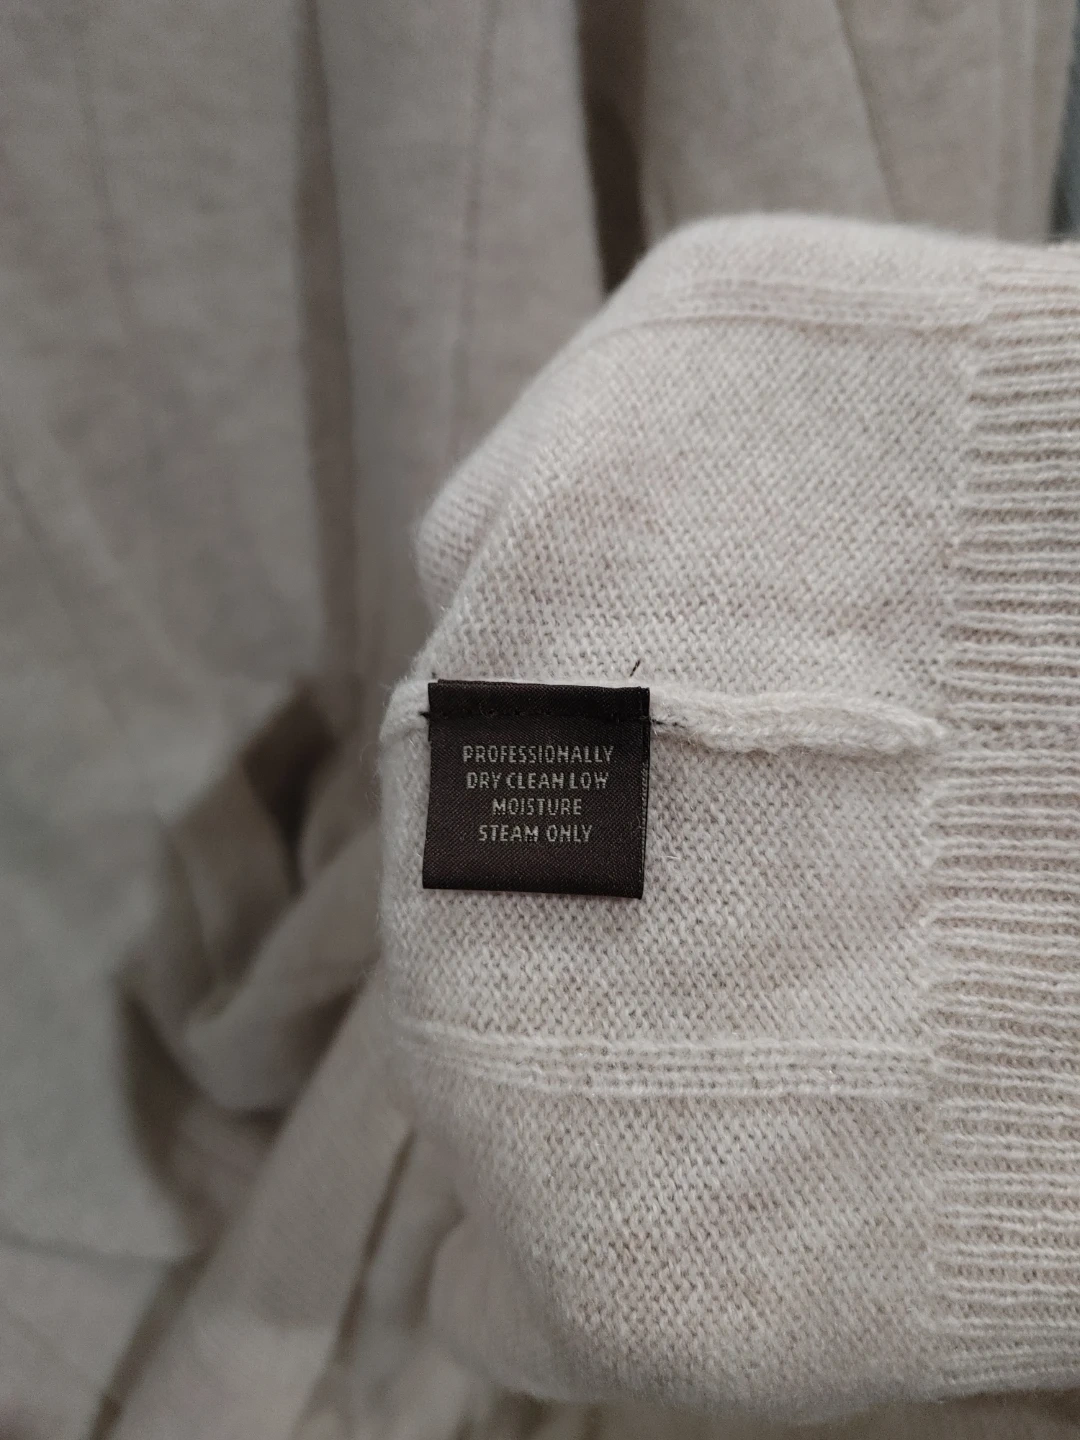 PROFESSIONALLY
DRY CLEAN LOW
MOISTURE
STEAM ONLY